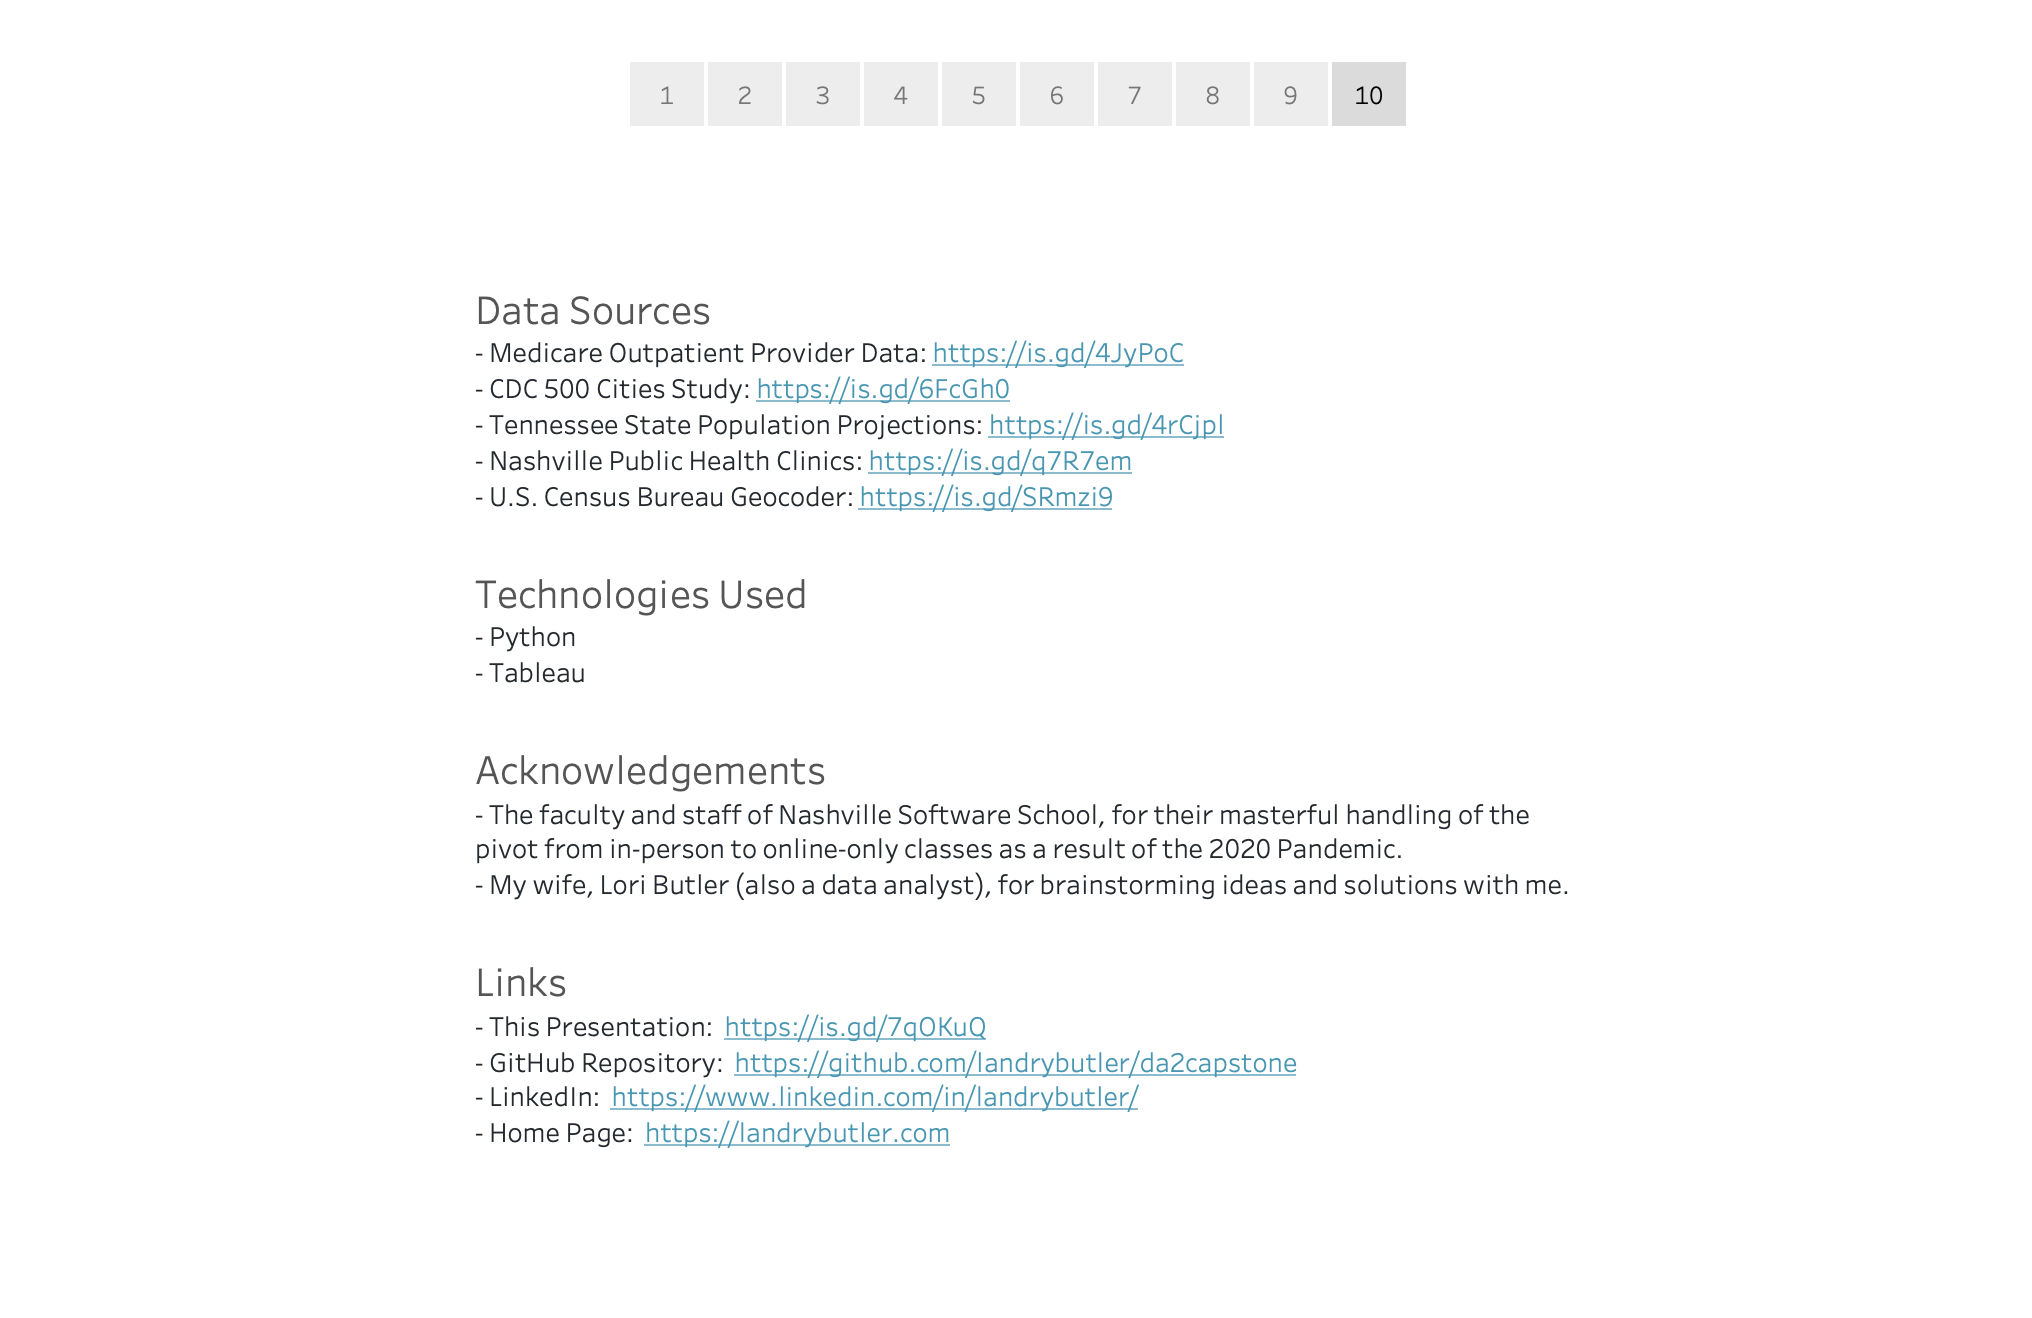 1 2 3 4 5 6 7 8 9 10
Data Sources
- Medicare Outpatient Provider Data: https://is.gd/4JyPoC
- CDC 500 Cities Study: https://is.gd/6FcGh0
- Tennessee State Population Projections: https://is.gd/4rCjpl
- Nashville Public Health Clinics: https://is.gd/q7R7em
- U.S. Census Bureau Geocoder: https://is.gd/SRmzi9
Technologies Used
- Python
- Tableau
Acknowledgements
- The faculty and staff of Nashville Software School, for their masterful handling of the
pivot from in-person to online-only classes as a result of the 2020 Pandemic.
- My wife, Lori Butler (also a data analyst), for brainstorming ideas and solutions with me.
Links
- This Presentation: https://is.gd/7qOKuQ
- GitHub Repository: https://github.com/landrybutler/da2capstone
- LinkedIn: https://www.linkedin.com/in/landrybutler/
- Home Page: https://landrybutler.com